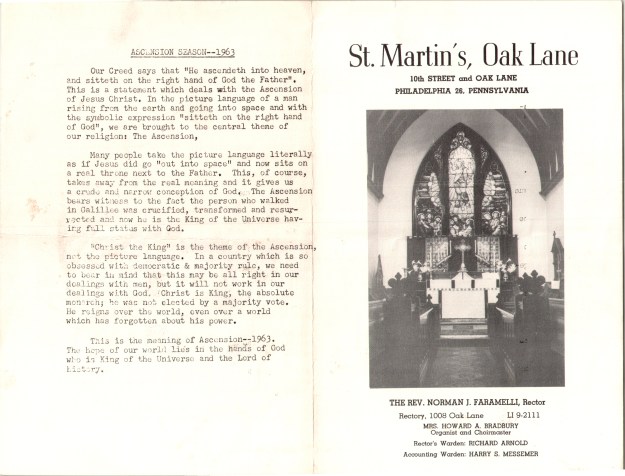 ASCENSION SEASON--1963
Our Creed says that "He ascendeth into heaven,
and sitteth on the right hand of God the Father".
This is a statement which deals with the Ascension
of Jesus Christ. In the picture language of a man
rising from the earth and going into space and with
the symbolic expression "sitteth on the right hand
of God", we are brought to the central theme of
our religion: The Ascension,
Many people take the picture language literally
as if Jesus did go "out into space" and now sits on
a real throne next to the Father. This, of course,
takes away from the real meaning and it gives us
a crude and narrow conception of God. The Ascension
bears witness to the fact the person who walked
in Galilee was crucified, transformed and resur-
rected and now he is the King of the Universe hav-
ing full status with God.
"Christ the King" is the theme of the Ascension,
not the picture language. In a country which is so
obsessed with democratic & majority rule, we need
to bear in mind that this may be all right in our
dealings with men, but it will not work in our
dealings with God. Christ is King, the absolute
monarch; he was not elected by a majority vote.
He reigns over the world, even over a world
which has forgotten about his power.
This is the meaning of Ascension--1963.
The hope of our world lies in the hands of God
who is King of the Universe and the Lord of
history.
St. Martin's, Oak Lane
10th STREET and OAK LANE
PHILADELPHIA 26, PENNSYLVANIA
THE REV. NORMAN J. FARAMELLI, Rector
Rectory, 1008 Oak Lane LI 9-2111
MRS. HOWARD A. BRADBURY
Organist and Choirmaster
Rector's Warden: RICHARD ARNOLD
Accounting Warden: HARRY S. MESSEMER